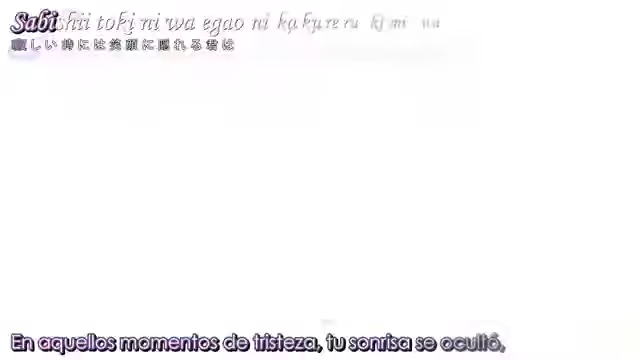 Sabishii toki ni wa egao ni kakureru kimi wa
寂しい時には笑顔に隠れる君は
En aquellos momentos de tristeza, tu sonrisa se ocultó,